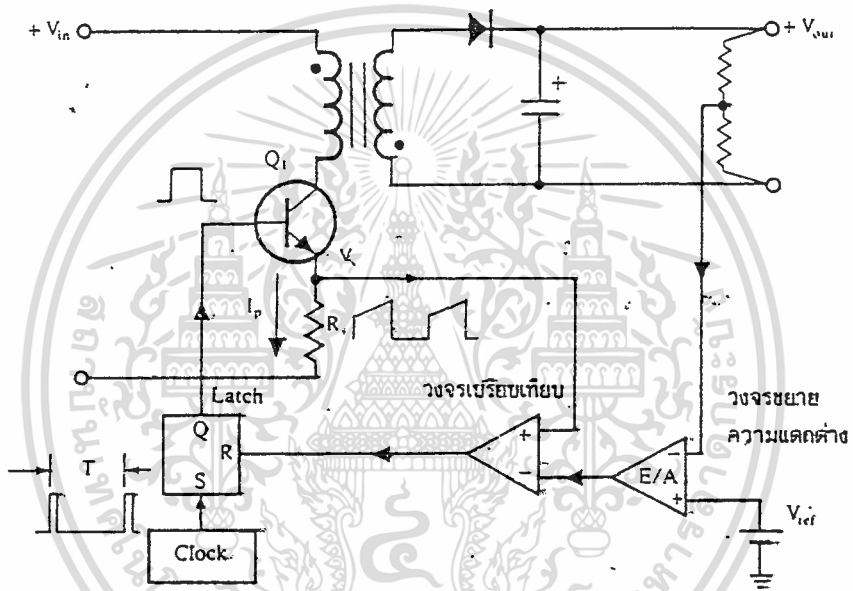 + V_in
+ V_out
Q₁
V_s
I_p
R_s
Latch
วงจรเปรียบเทียบ
วงจรขยาย
ความแตกต่าง
Q
R
S
T
+
−
E/A
−
+
V_ref
Clock